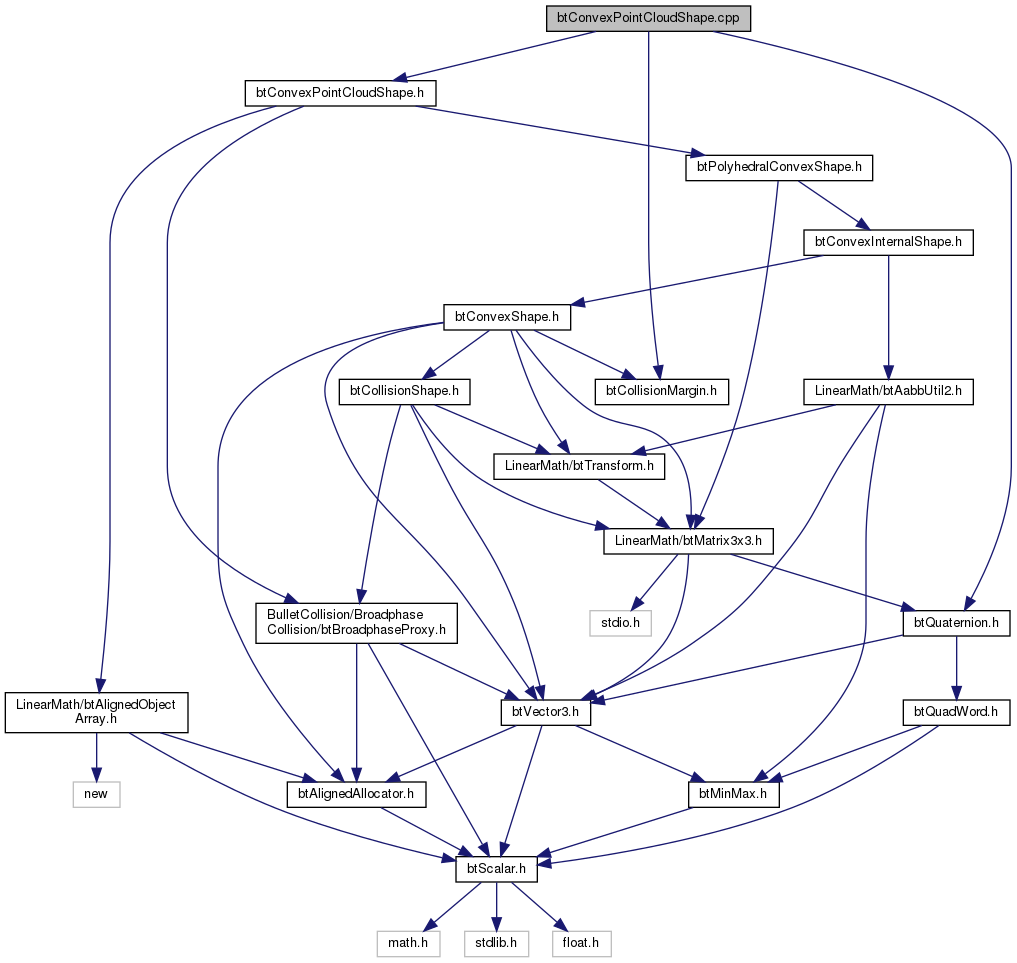 btConvexPointCloudShape.cpp
btConvexPointCloudShape.h
btPolyhedralConvexShape.h
btConvexInternalShape.h
btConvexShape.h
btCollisionShape.h
btCollisionMargin.h
LinearMath/btAabbUtil2.h
LinearMath/btTransform.h
LinearMath/btMatrix3x3.h
BulletCollision/Broadphase
Collision/btBroadphaseProxy.h
stdio.h
btQuaternion.h
LinearMath/btAlignedObject
Array.h
btVector3.h
btQuadWord.h
new
btAlignedAllocator.h
btMinMax.h
btScalar.h
math.h
stdlib.h
float.h